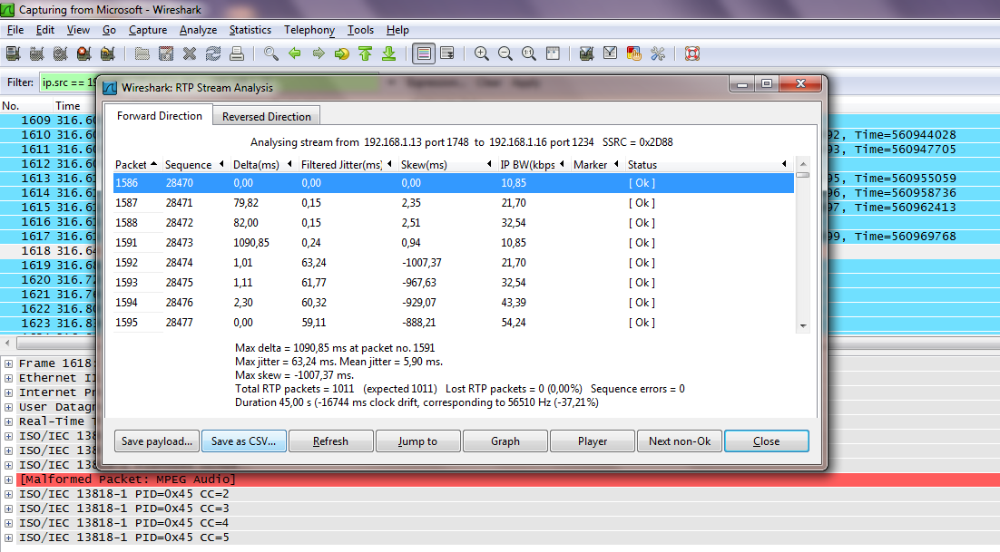 Capturing from Microsoft - Wireshark
File Edit View Go Capture Analyze Statistics Telephony Tools Help
Filter: ip.src == 19
Wireshark: RTP Stream Analysis
Forward Direction Reversed Direction
Analysing stream from 192.168.1.13 port 1748 to 192.168.1.16 port 1234 SSRC = 0x2D88
Packet Sequence Delta(ms) Filtered Jitter(ms) Skew(ms) IP BW(kbps Marker Status
1586 28470 0,00 0,00 0,00 10,85 [ Ok ]
1587 28471 79,82 0,15 2,35 21,70 [ Ok ]
1588 28472 82,00 0,15 2,51 32,54 [ Ok ]
1591 28473 1090,85 0,24 0,94 10,85 [ Ok ]
1592 28474 1,01 63,24 -1007,37 21,70 [ Ok ]
1593 28475 1,11 61,77 -967,63 32,54 [ Ok ]
1594 28476 2,30 60,32 -929,07 43,39 [ Ok ]
1595 28477 0,00 59,11 -888,21 54,24 [ Ok ]
Max delta = 1090,85 ms at packet no. 1591
Max jitter = 63,24 ms. Mean jitter = 5,90 ms.
Max skew = -1007,37 ms.
Total RTP packets = 1011 (expected 1011) Lost RTP packets = 0 (0,00%) Sequence errors = 0
Duration 45,00 s (-16744 ms clock drift, corresponding to 56510 Hz (-37,21%)
Save payload... Save as CSV... Refresh Jump to Graph Player Next non-Ok Close
No. Time
1609 316.60
1610 316.60 92, Time=560944028
1611 316.60 93, Time=560947705
1612 316.60
1613 316.61 95, Time=560955059
1614 316.61 96, Time=560958736
1615 316.61 97, Time=560962413
1616 316.61
1617 316.61 99, Time=560969768
1618 316.64
1619 316.68
1620 316.72
1621 316.76
1622 316.80
1623 316.83
Frame 1618:
Ethernet II
Internet Pr
User Datagr
Real-Time T
ISO/IEC 138
ISO/IEC 138
ISO/IEC 138
[Malformed Packet: MPEG Audio]
ISO/IEC 13818-1 PID=0x45 CC=2
ISO/IEC 13818-1 PID=0x45 CC=3
ISO/IEC 13818-1 PID=0x45 CC=4
ISO/IEC 13818-1 PID=0x45 CC=5